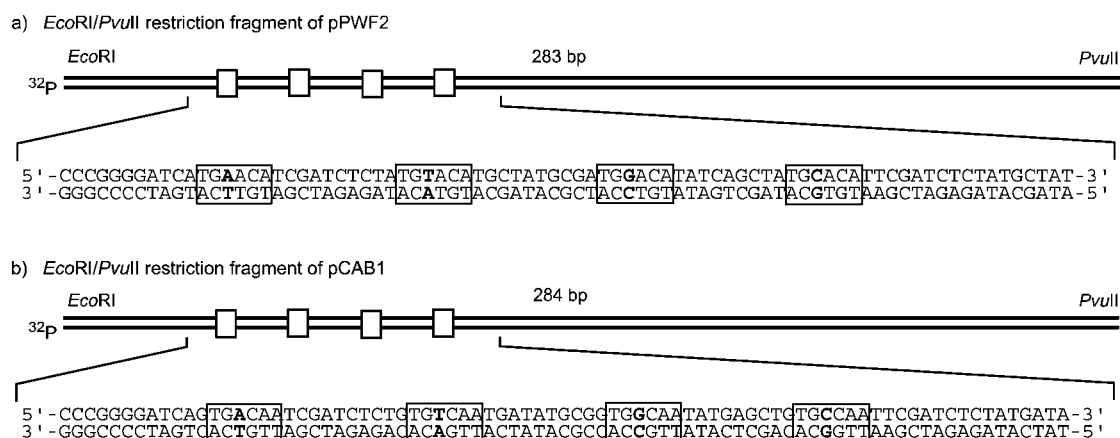 a) EcoRI/PvuII restriction fragment of pPWF2
EcoRI 283 bp PvuII
³²P
5'-CCCGGGGATCATGAACATCGATCTCTATGTACATGCTATGCGATGGACATATCAGCTATGCACATTCGATCTCTATGCTAT-3'
3'-GGGCCCCTAGTACTTGTAGCTAGAGATACATGTACGATACGCTACCTGTATAGTCGATACGTGTAAGCTAGAGATACGATA-5'
b) EcoRI/PvuII restriction fragment of pCAB1
EcoRI 284 bp PvuII
³²P
5'-CCCGGGGATCAGTGACAATCGATCTCTGTGTCAATGATATGCGGTGGCAATATGAGCTGTGCCAATTCGATCTCTATGATA-3'
3'-GGGCCCCTAGTCACTGTTAGCTAGAGACACAGTTACTATACGCCACCGTTATACTCGACACGGTTAAGCTAGAGATACTAT-5'